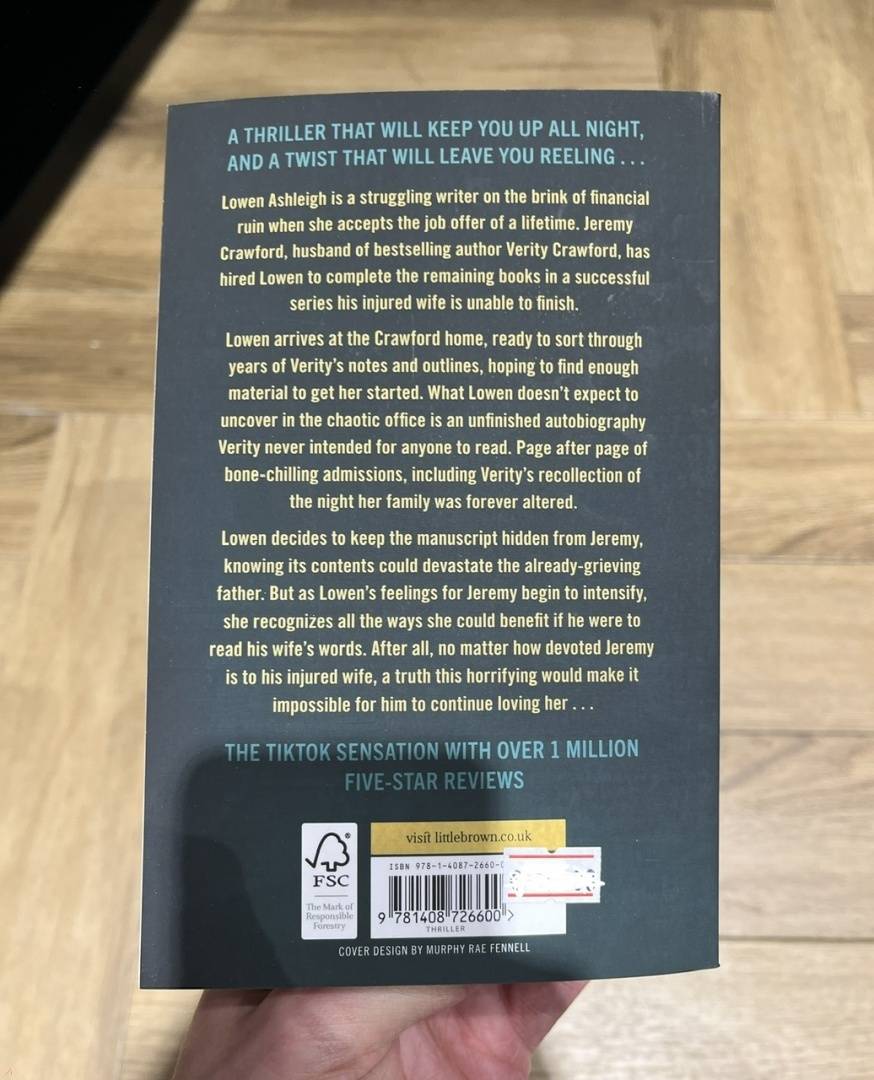 A THRILLER THAT WILL KEEP YOU UP ALL NIGHT,
AND A TWIST THAT WILL LEAVE YOU REELING . . .
Lowen Ashleigh is a struggling writer on the brink of financial
ruin when she accepts the job offer of a lifetime. Jeremy
Crawford, husband of bestselling author Verity Crawford, has
hired Lowen to complete the remaining books in a successful
series his injured wife is unable to finish.
Lowen arrives at the Crawford home, ready to sort through
years of Verity's notes and outlines, hoping to find enough
material to get her started. What Lowen doesn't expect to
uncover in the chaotic office is an unfinished autobiography
Verity never intended for anyone to read. Page after page of
bone-chilling admissions, including Verity's recollection of
the night her family was forever altered.
Lowen decides to keep the manuscript hidden from Jeremy,
knowing its contents could devastate the already-grieving
father. But as Lowen's feelings for Jeremy begin to intensify,
she recognizes all the ways she could benefit if he were to
read his wife's words. After all, no matter how devoted Jeremy
is to his injured wife, a truth this horrifying would make it
impossible for him to continue loving her . . .
THE TIKTOK SENSATION WITH OVER 1 MILLION
FIVE-STAR REVIEWS
FSC®
The Mark of
Responsible
Forestry
visit littlebrown.co.uk
ISBN 978-1-4087-2660-0
9 781408 726600 >
THRILLER
COVER DESIGN BY MURPHY RAE FENNELL